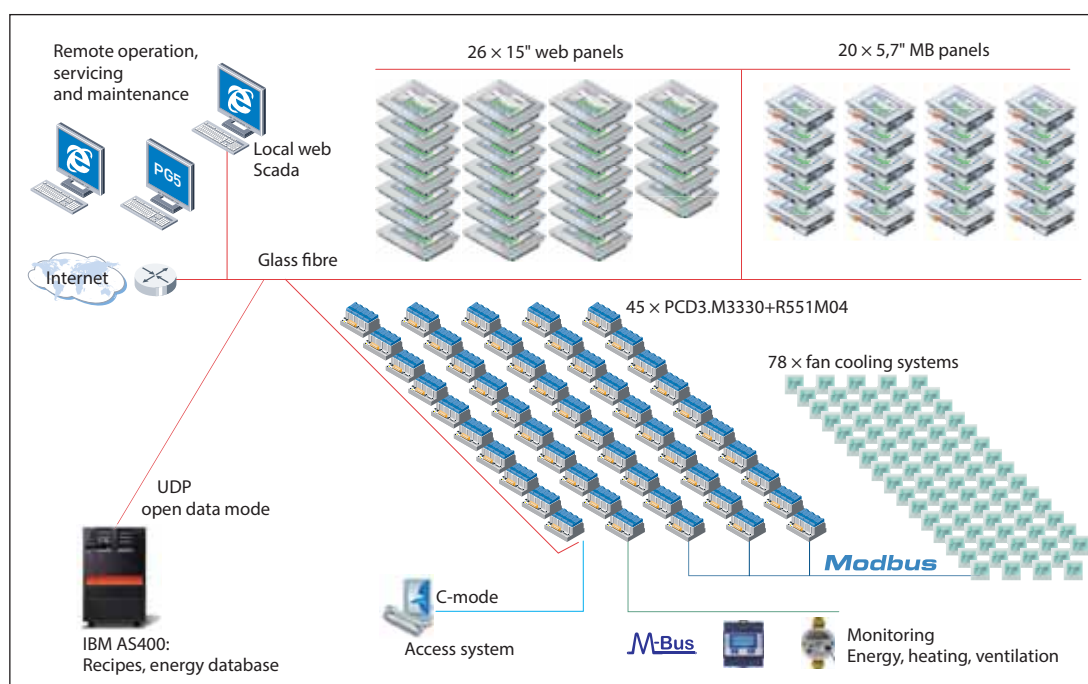 Remote operation,
servicing
and maintenance
26 × 15" web panels
20 × 5,7" MB panels
PG5
Local web
Scada
Glass fibre
Internet
45 × PCD3.M3330+R551M04
78 × fan cooling systems
UDP
open data mode
Modbus
C-mode
Access system
M-Bus
Monitoring
Energy, heating, ventilation
IBM AS400:
Recipes, energy database